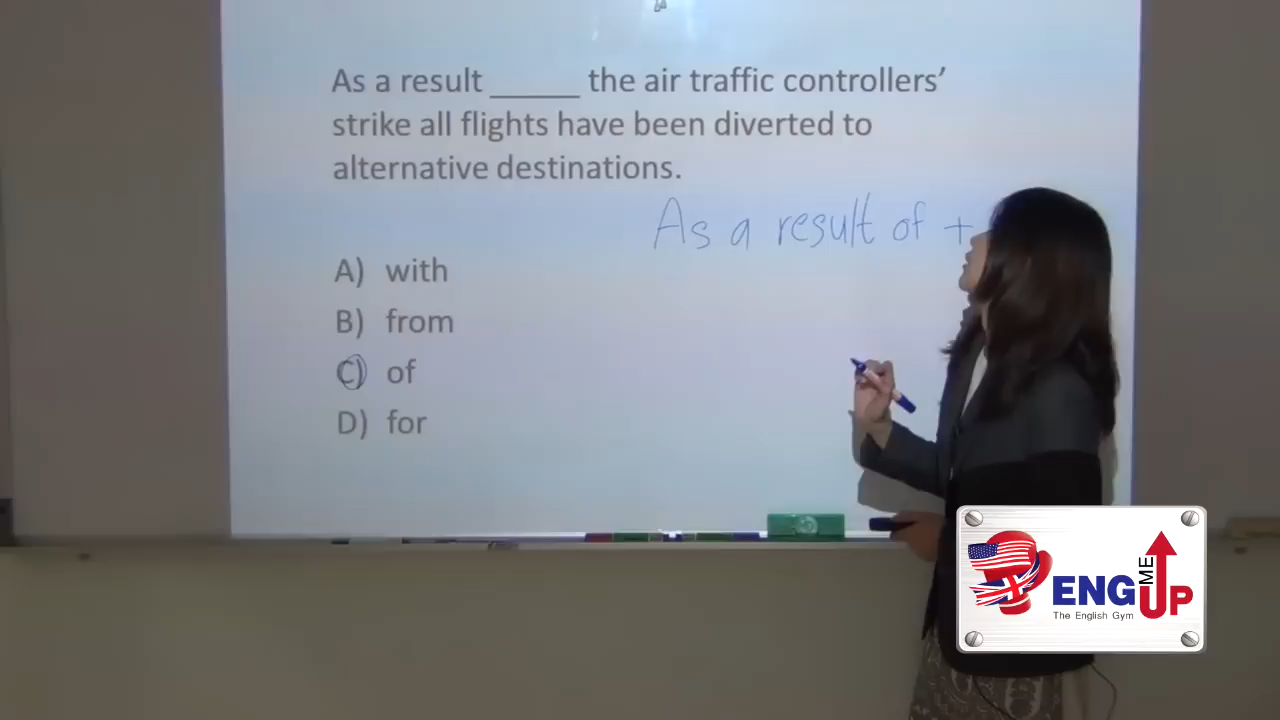 As a result _____ the air traffic controllers’
strike all flights have been diverted to
alternative destinations.
As a result of +
A) with
B) from
C) of
D) for
ENG ME UP
The English Gym